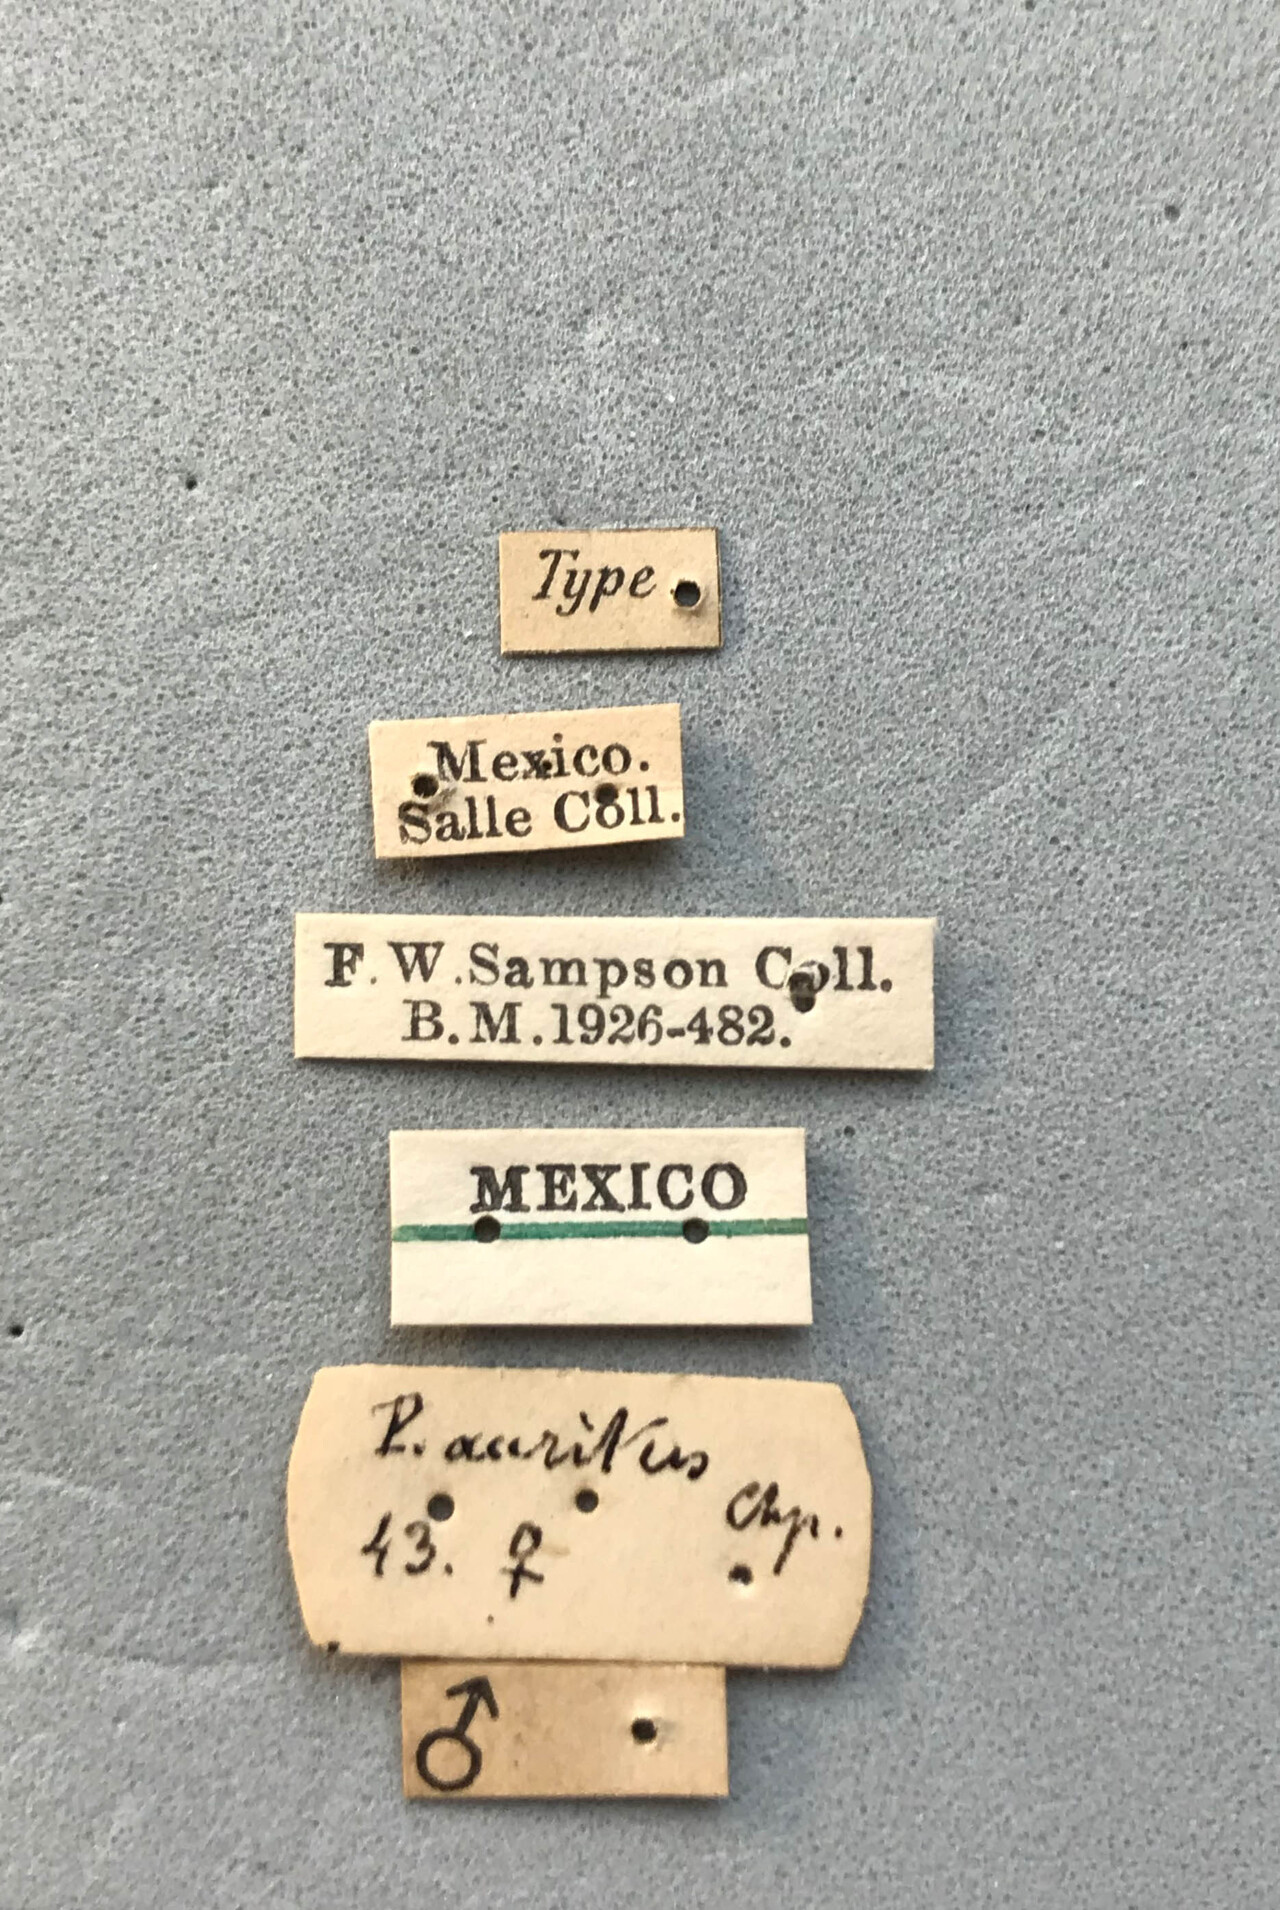 Type
Mexico.
Salle Coll.
F. W. Sampson Coll.
B.M.1926-482.
MEXICO
P. auritus
Chp.
43. ♀
♂